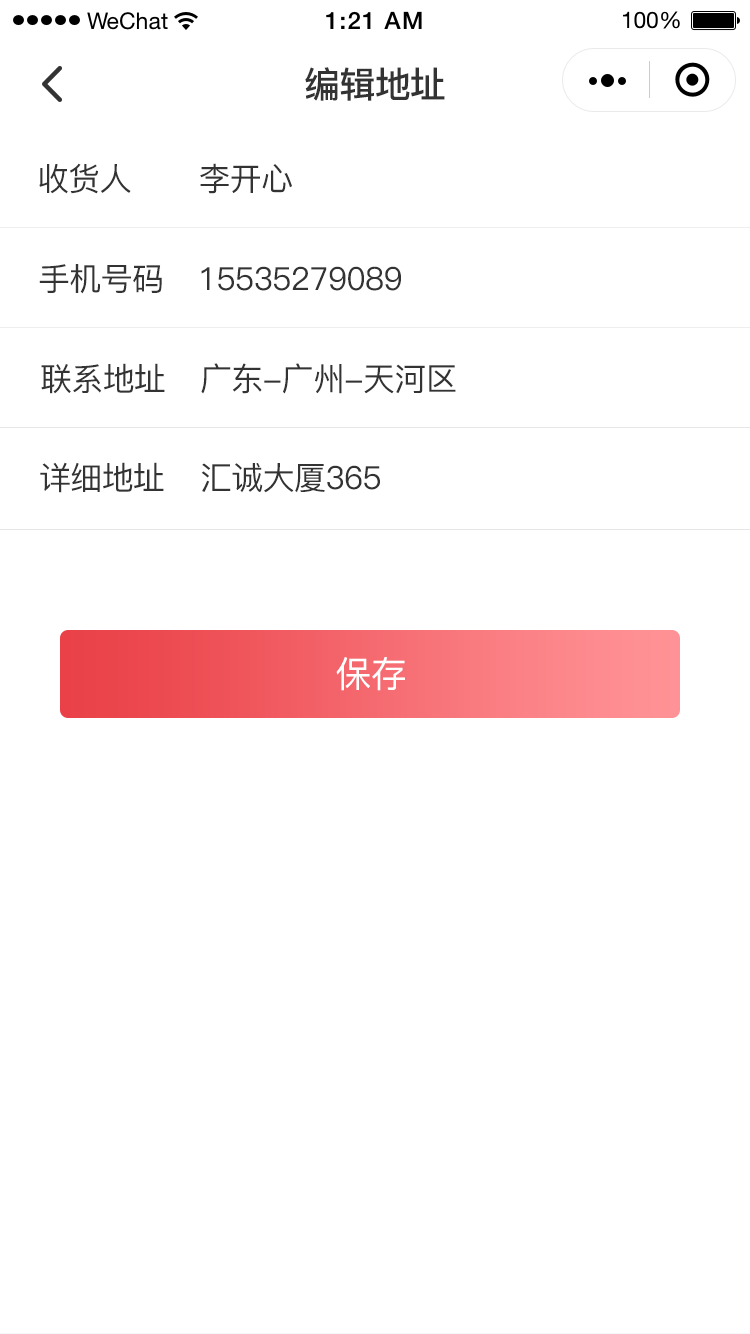 WeChat 1:21 AM 100%
编辑地址
收货人 李开心
手机号码 15535279089
联系地址 广东–广州–天河区
详细地址 汇诚大厦365
保存